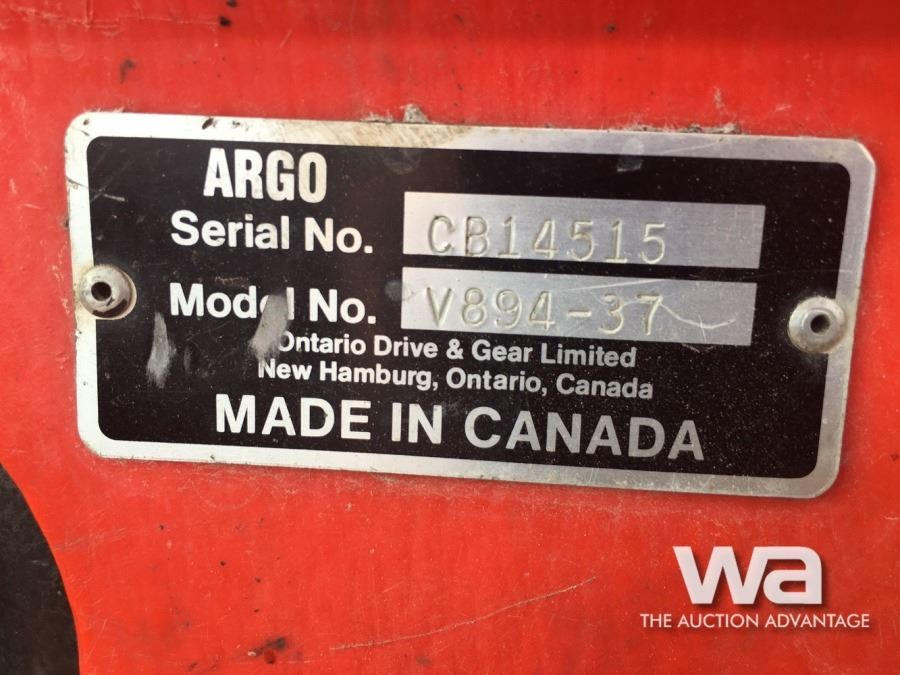 ARGO
Serial No. CB14515
Model No. V894-37
Ontario Drive & Gear Limited
New Hamburg, Ontario, Canada
MADE IN CANADA
wa
THE AUCTION ADVANTAGE